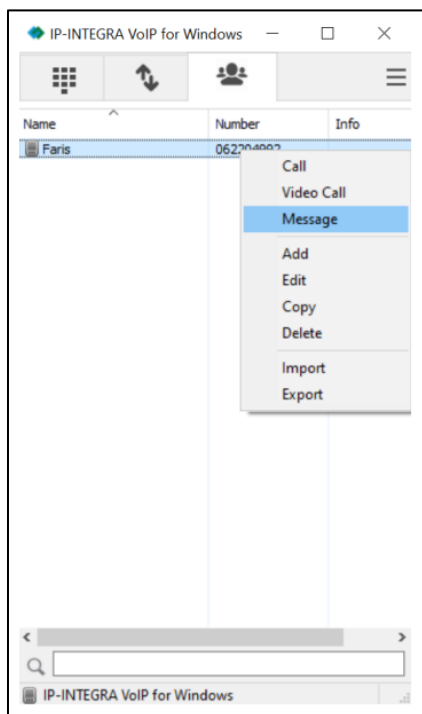 IP-INTEGRA VoIP for Windows
Name Number Info
Faris 062204992
Call
Video Call
Message
Add
Edit
Copy
Delete
Import
Export
IP-INTEGRA VoIP for Windows